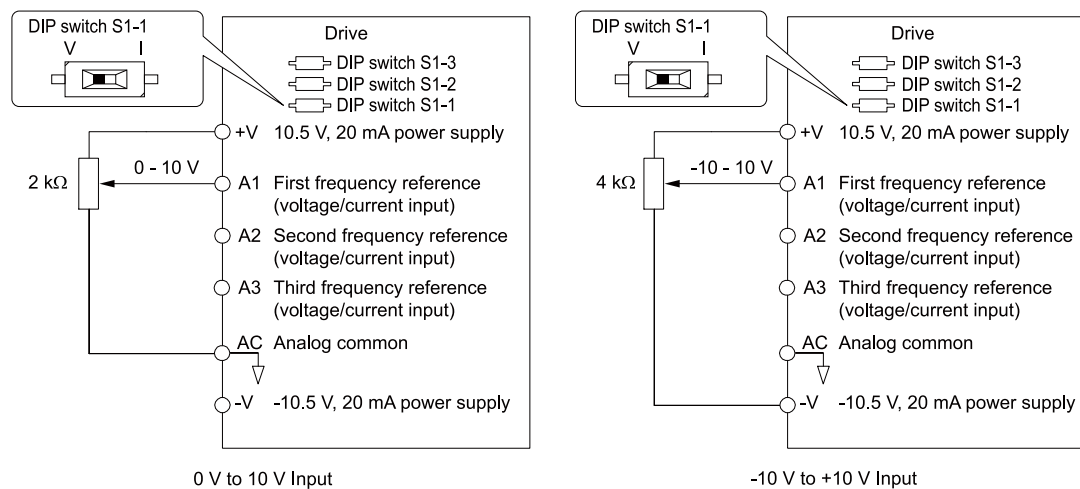 DIP switch S1-1
V I
Drive
DIP switch S1-3
DIP switch S1-2
DIP switch S1-1
+V 10.5 V, 20 mA power supply
2 kΩ
0 - 10 V
A1 First frequency reference
(voltage/current input)
A2 Second frequency reference
(voltage/current input)
A3 Third frequency reference
(voltage/current input)
AC Analog common
-V -10.5 V, 20 mA power supply
0 V to 10 V Input
DIP switch S1-1
V I
Drive
DIP switch S1-3
DIP switch S1-2
DIP switch S1-1
+V 10.5 V, 20 mA power supply
4 kΩ
-10 - 10 V
A1 First frequency reference
(voltage/current input)
A2 Second frequency reference
(voltage/current input)
A3 Third frequency reference
(voltage/current input)
AC Analog common
-V -10.5 V, 20 mA power supply
-10 V to +10 V Input